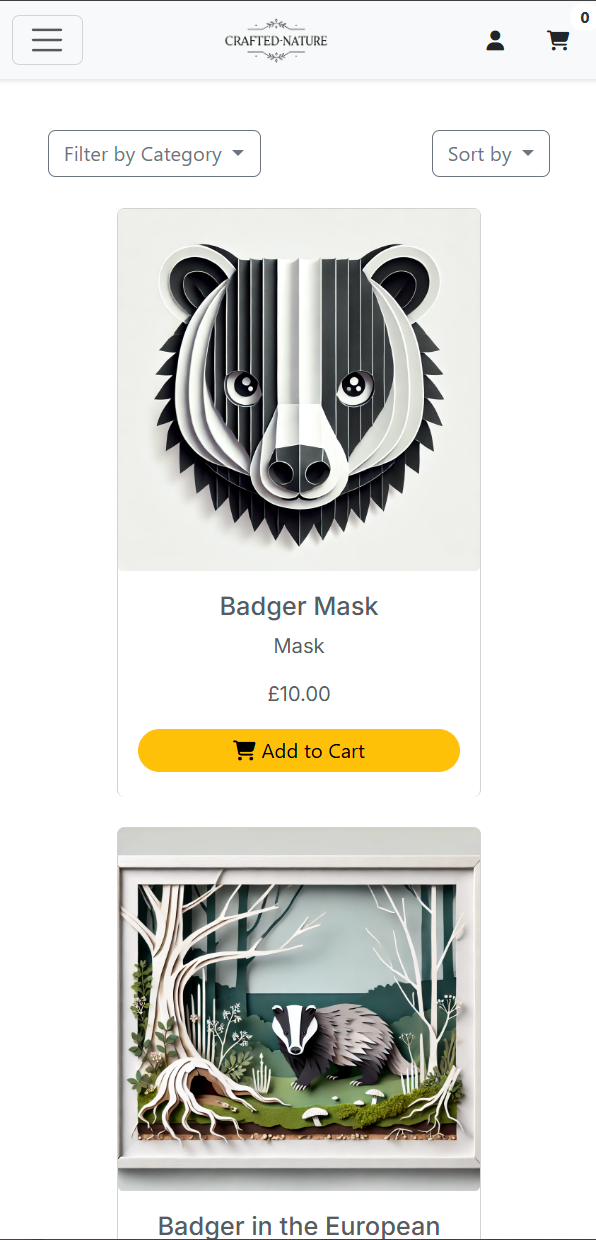 0
CRAFTED·NATURE
Filter by Category
Sort by
Badger Mask
Mask
£10.00
Add to Cart
Badger in the European